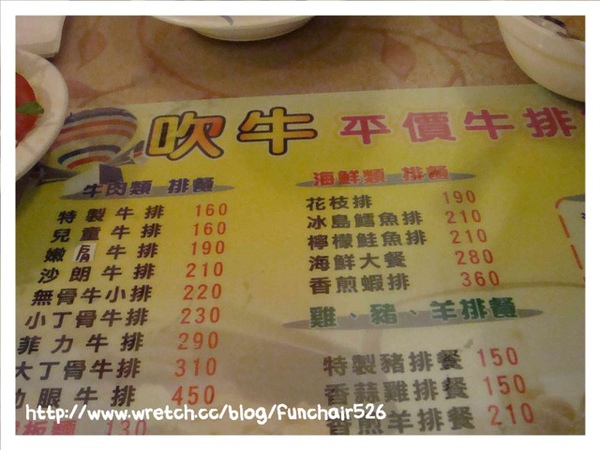 吹牛 平價牛排
牛肉類 排餐
特製牛排 160
兒童牛排 160
嫩肩牛排 190
沙朗牛排 210
無骨牛小排 220
小丁骨牛排 230
菲力牛排 290
大丁骨牛排 310
肋眼牛排 450
鐵板麵 130
海鮮類 排餐
花枝排 190
冰島鱈魚排 210
檸檬鮭魚排 210
海鮮大餐 280
香煎蝦排 360
雞、豬、羊排餐
特製豬排餐 150
香蒜雞排餐 150
香煎羊排餐 210
http://www.wretch.cc/blog/funchair526